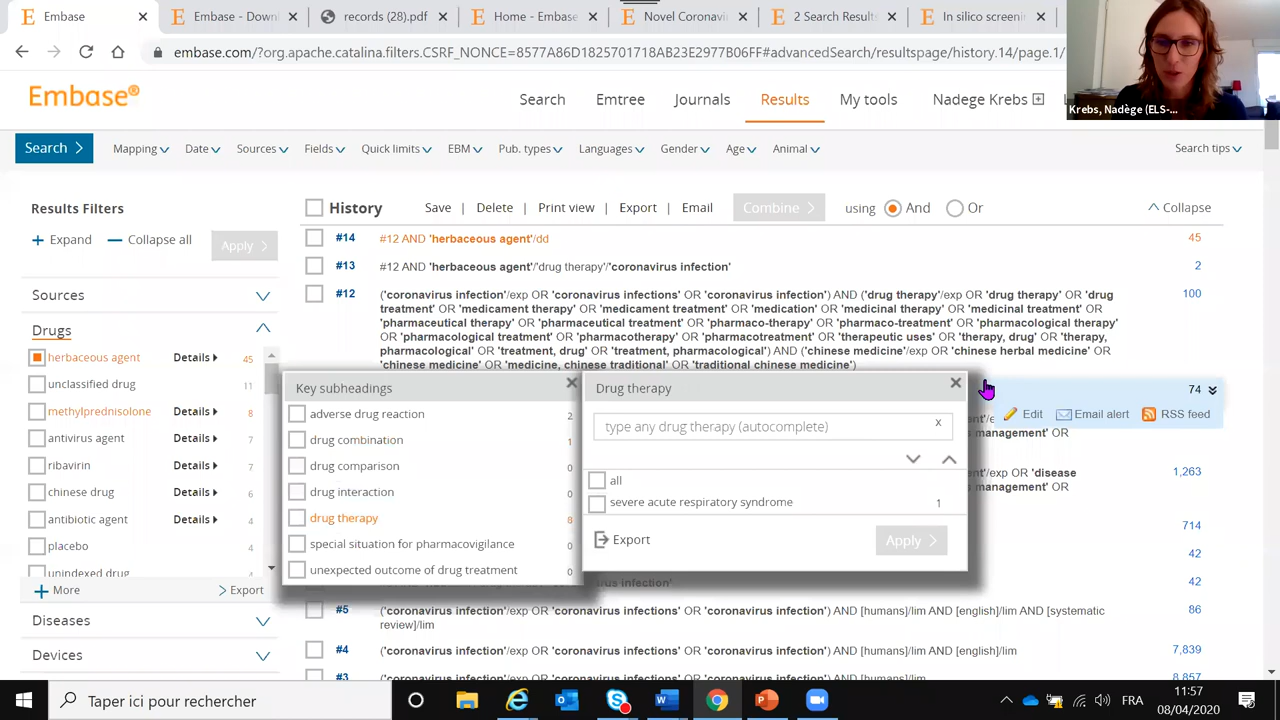 Embase
Embase - Down
records (28).pdf
Home - Embase
Novel Coronavi
2 Search Results
In silico screenin
embase.com/?org.apache.catalina.filters.CSRF_NONCE=8577A86D1825701718AB23E2977B06FF#advancedSearch/resultspage/history.14/page.1/
Krebs, Nadège (ELS-...
Embase®
Search
Emtree
Journals
Results
My tools
Nadege Krebs
Search
Mapping
Date
Sources
Fields
Quick limits
EBM
Pub. types
Languages
Gender
Age
Animal
Search tips
Results Filters
Expand
Collapse all
Apply
Sources
Drugs
herbaceous agent Details 45
unclassified drug 11
methylprednisolone Details 8
antivirus agent Details 7
ribavirin 7
chinese drug Details 6
antibiotic agent Details 4
placebo 4
unindexed drug
More
Export
Diseases
Devices
History
Save | Delete | Print view | Export | Email
Combine
using And Or
Collapse
#14 #12 AND 'herbaceous agent'/dd 45
#13 #12 AND 'herbaceous agent'/'drug therapy'/'coronavirus infection' 2
#12 ('coronavirus infection'/exp OR 'coronavirus infections' OR 'coronavirus infection') AND ('drug therapy'/exp OR 'drug therapy' OR 'drug 100
treatment' OR 'medicament therapy' OR 'medicament treatment' OR 'medication' OR 'medicinal therapy' OR 'medicinal treatment' OR
'pharmaceutical therapy' OR 'pharmaceutical treatment' OR 'pharmaco-therapy' OR 'pharmaco-treatment' OR 'pharmacological therapy'
OR 'pharmacological treatment' OR 'pharmacotherapy' OR 'pharmacotreatment' OR 'therapeutic uses' OR 'therapy, drug' OR 'therapy,
pharmacological' OR 'treatment, drug' OR 'treatment, pharmacological') AND ('chinese medicine'/exp OR 'chinese herbal medicine' OR
'chinese medicine' OR 'medicine, chinese traditional' OR 'traditional chinese medicine')
74
Edit
Email alert
RSS feed
s management' OR
ent'/exp OR 'disease 1,263
s management' OR
714
42
42
#5 ('coronavirus infection'/exp OR 'coronavirus infections' OR 'coronavirus infection') AND [humans]/lim AND [english]/lim AND [systematic 86
review]/lim
#4 ('coronavirus infection'/exp OR 'coronavirus infections' OR 'coronavirus infection') AND [humans]/lim AND [english]/lim 7,839
#3 8,857
Key subheadings
adverse drug reaction 2
drug combination 1
drug comparison 0
drug interaction 0
drug therapy 8
special situation for pharmacovigilance 0
unexpected outcome of drug treatment 0
Drug therapy
type any drug therapy (autocomplete) x
all
severe acute respiratory syndrome 1
Export
Apply
Taper ici pour rechercher
FRA
11:57
08/04/2020